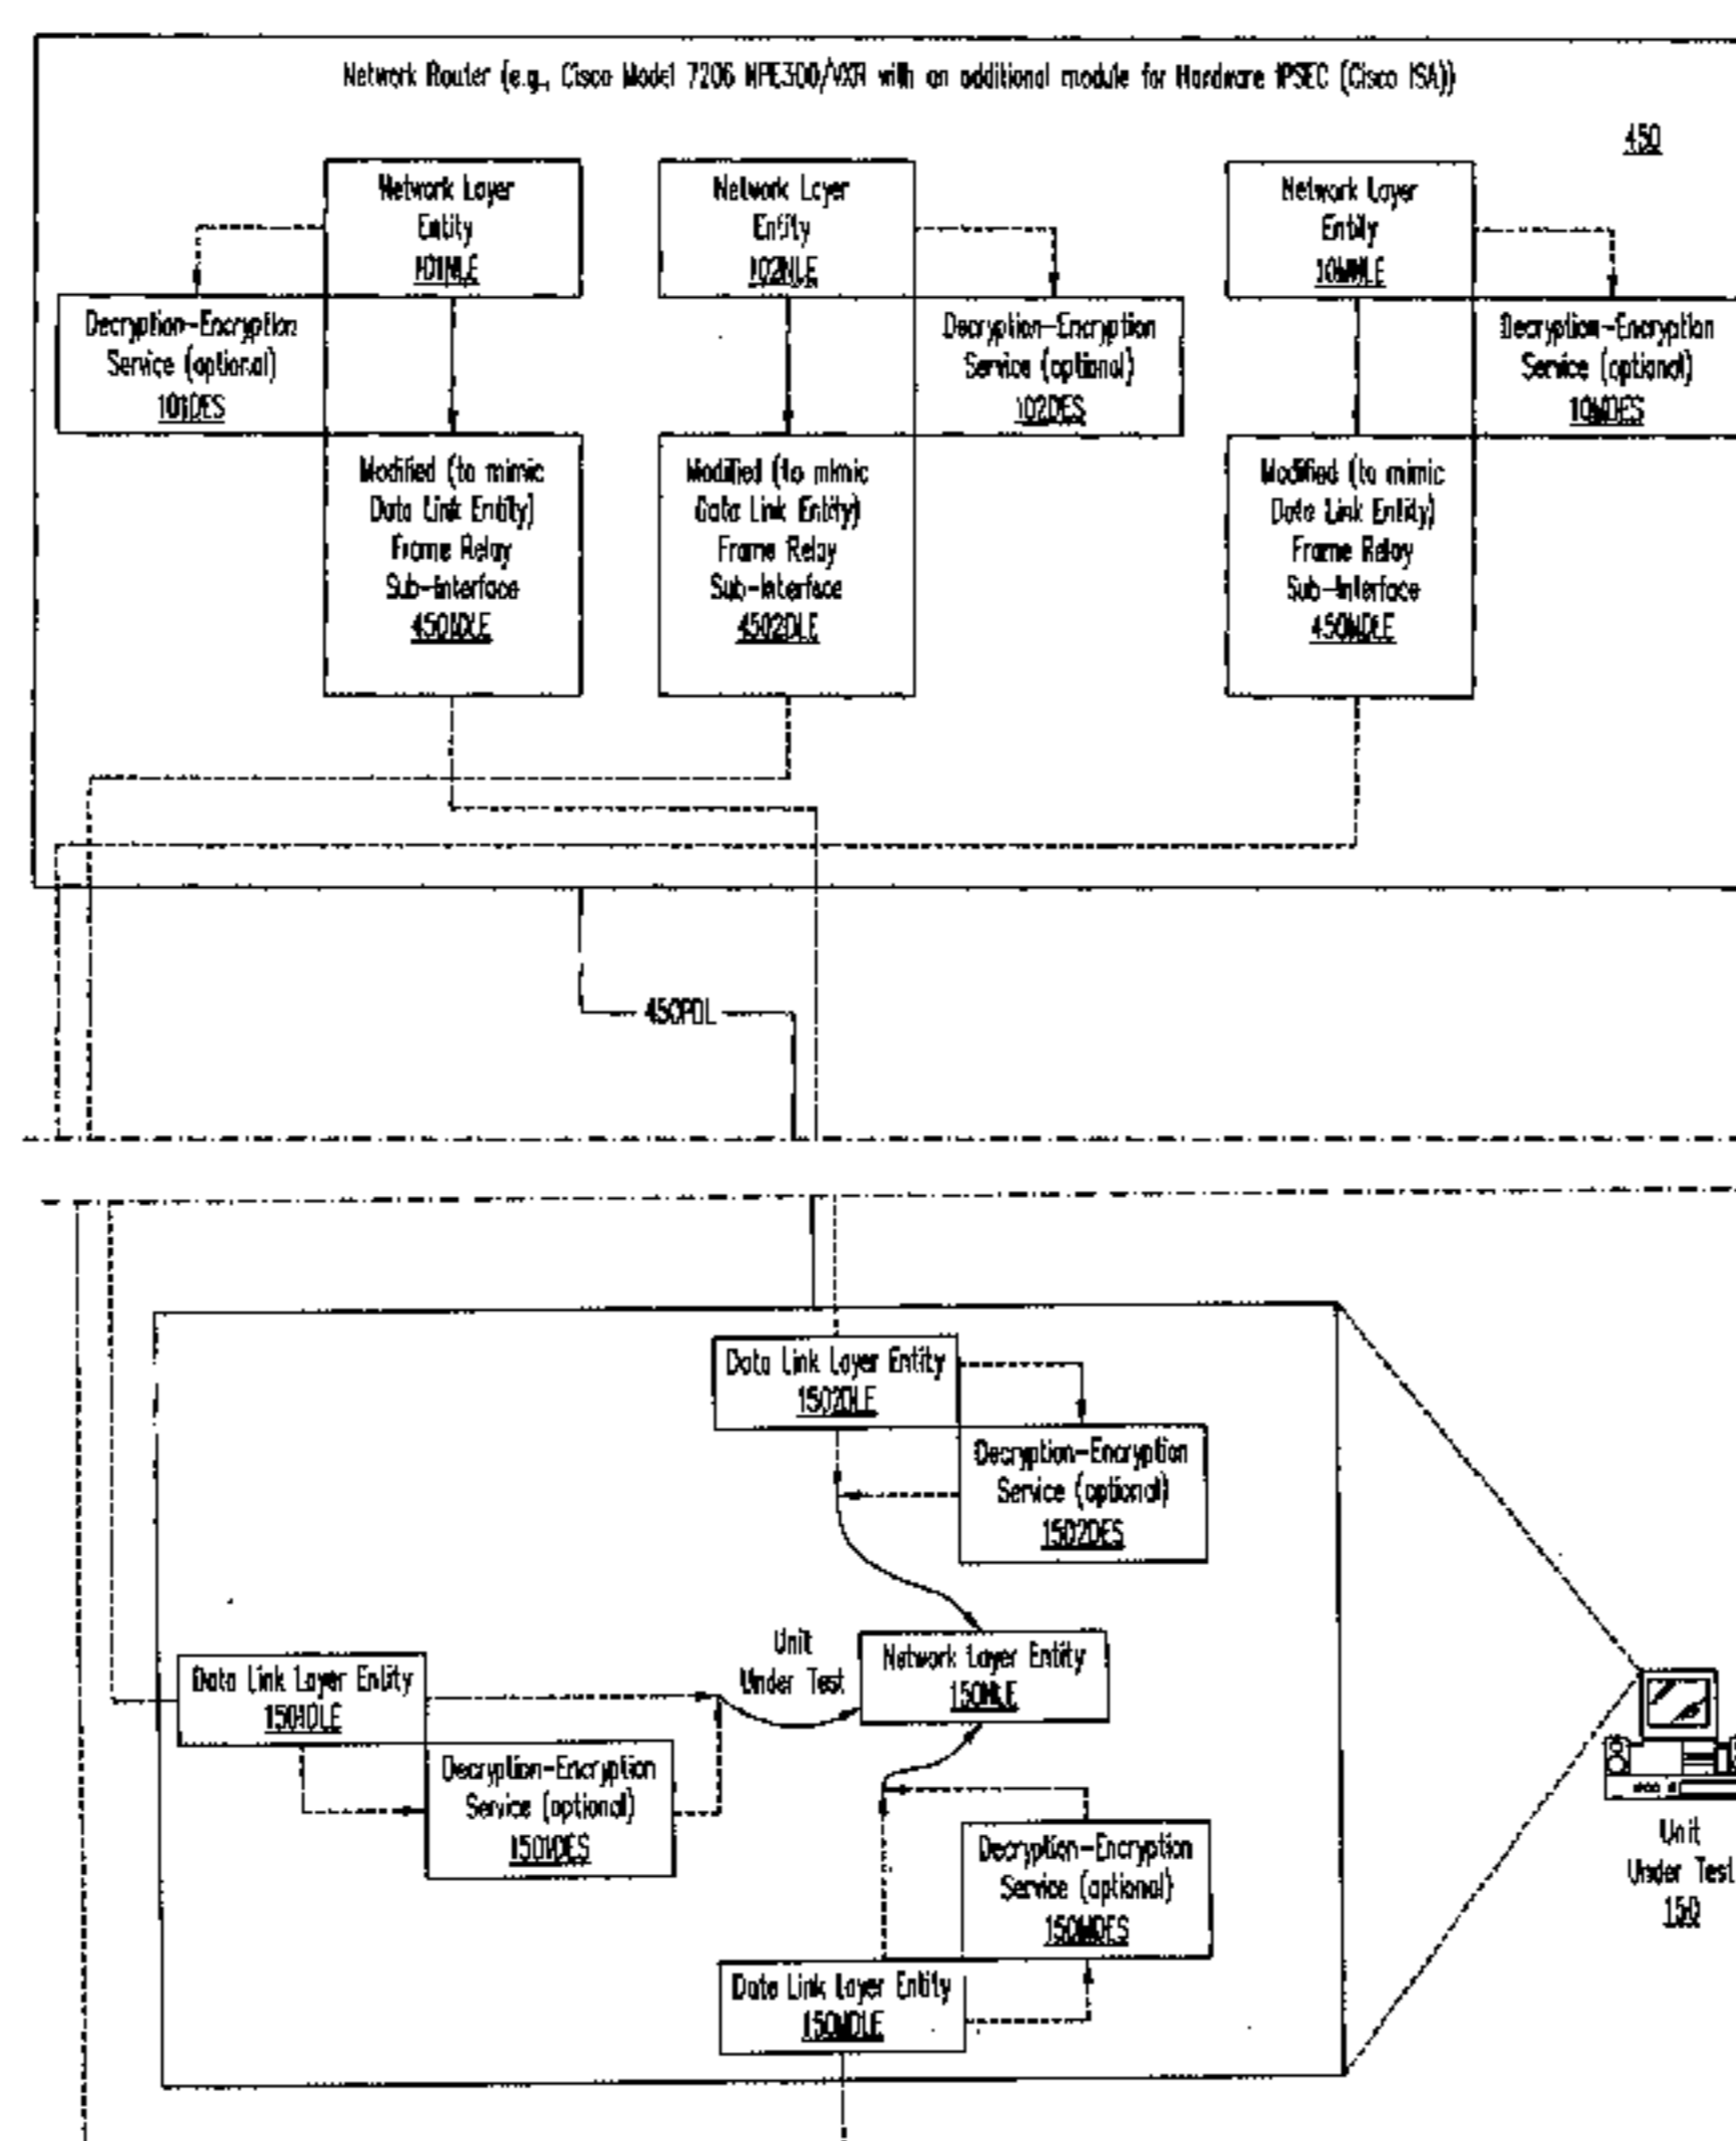 Network Router (e.g., Cisco Model 7206 NPE300/VXR with an additional module for Hardware IPSEC (Cisco ISA))
450
Network Layer
Entity
101NLE
Network Layer
Entity
102NLE
Network Layer
Entity
10NNLE
Decryption-Encryption
Service (optional)
101DES
Decryption-Encryption
Service (optional)
102DES
Decryption-Encryption
Service (optional)
10NDES
Modified (to mimic
Data Link Entity)
Frame Relay
Sub-Interface
4501DLE
Modified (to mimic
Data Link Entity)
Frame Relay
Sub-Interface
4502DLE
Modified (to mimic
Data Link Entity)
Frame Relay
Sub-Interface
450NDLE
450PDL
Data Link Layer Entity
1502DLE
Decryption-Encryption
Service (optional)
1502DES
Unit
Under Test
Network Layer Entity
150NLE
Data Link Layer Entity
1501DLE
Decryption-Encryption
Service (optional)
1501DES
Decryption-Encryption
Service (optional)
150NDES
Data Link Layer Entity
150NDLE
Unit
Under Test
150